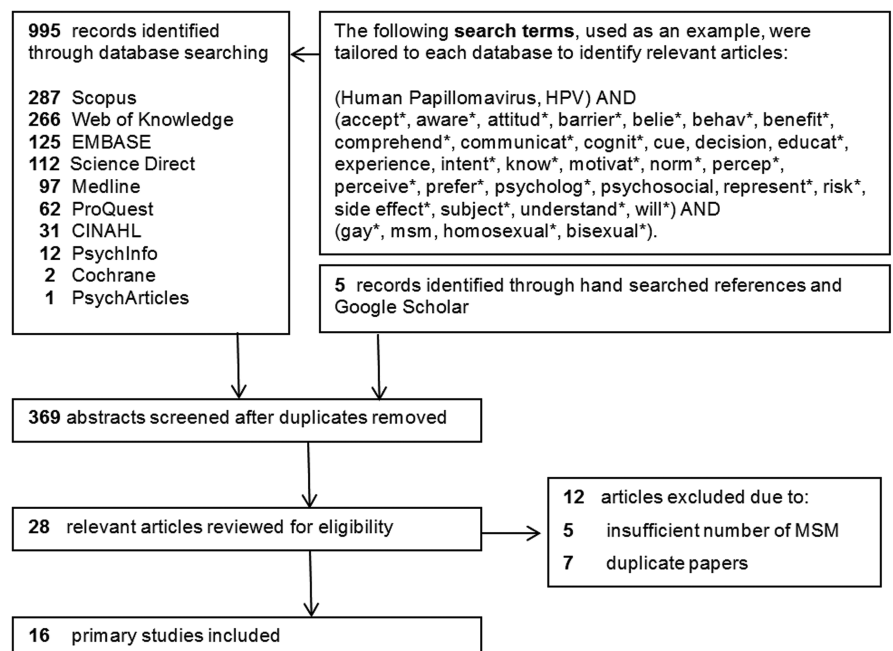 995 records identified
through database searching
287 Scopus
266 Web of Knowledge
125 EMBASE
112 Science Direct
97 Medline
62 ProQuest
31 CINAHL
12 PsychInfo
2 Cochrane
1 PsychArticles
The following search terms, used as an example, were
tailored to each database to identify relevant articles:
(Human Papillomavirus, HPV) AND
(accept*, aware*, attitud*, barrier*, belie*, behav*, benefit*,
comprehend*, communicat*, cognit*, cue, decision, educat*,
experience, intent*, know*, motivat*, norm*, percep*,
perceive*, prefer*, psycholog*, psychosocial, represent*, risk*,
side effect*, subject*, understand*, will*) AND
(gay*, msm, homosexual*, bisexual*).
5 records identified through hand searched references and
Google Scholar
369 abstracts screened after duplicates removed
28 relevant articles reviewed for eligibility
12 articles excluded due to:
5 insufficient number of MSM
7 duplicate papers
16 primary studies included